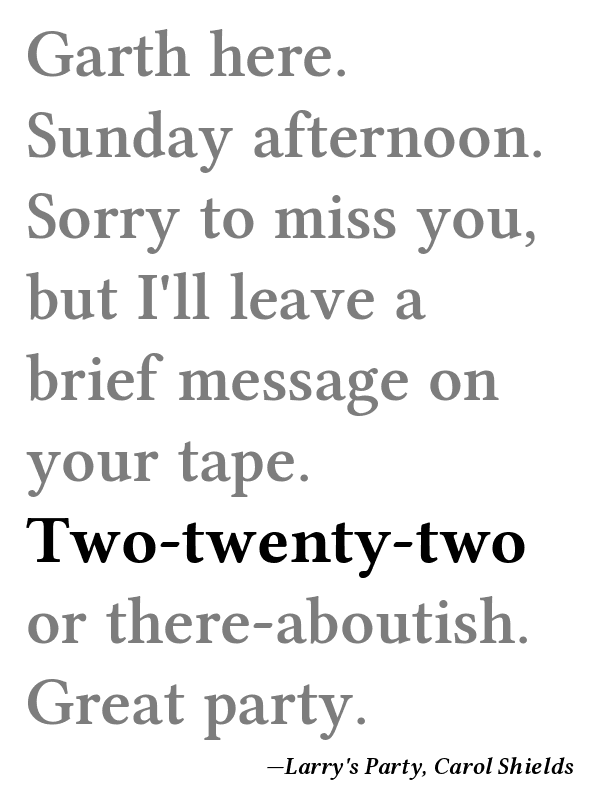 Garth here.
Sunday afternoon.
Sorry to miss you,
but I'll leave a
brief message on
your tape.
Two-twenty-two
or there-aboutish.
Great party.
—Larry's Party, Carol Shields